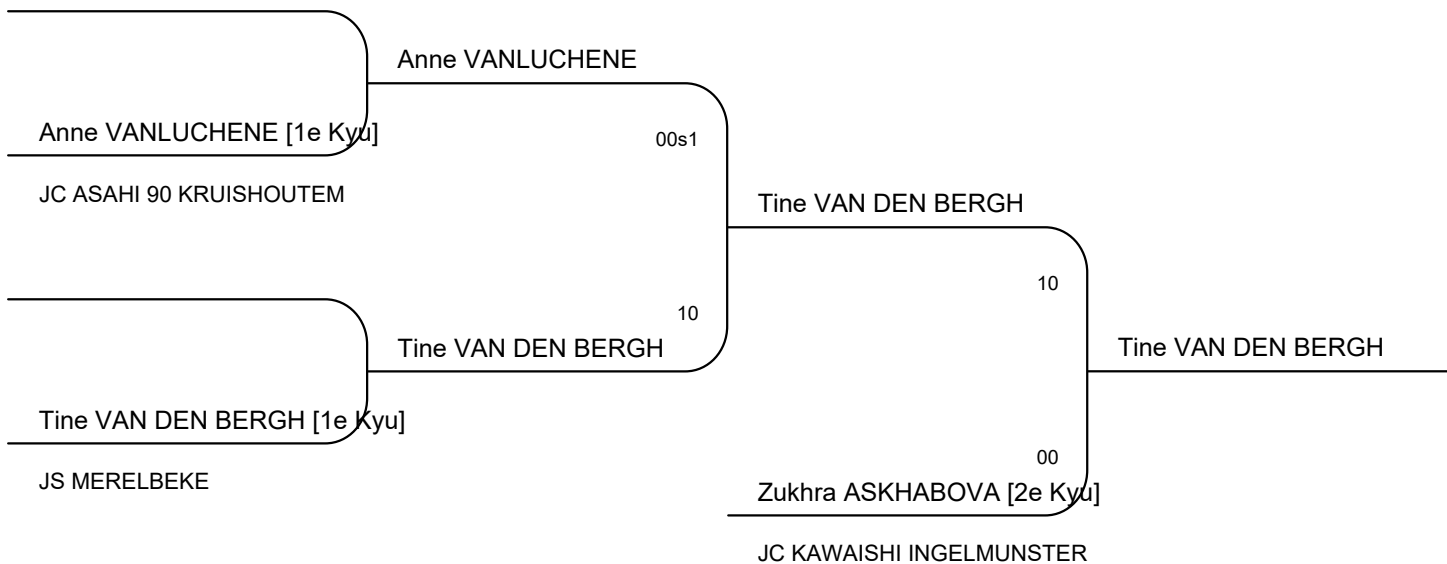 Anne VANLUCHENE
Anne VANLUCHENE [1e Kyu]
00s1
JC ASAHI 90 KRUISHOUTEM
Tine VAN DEN BERGH
10
10
Tine VAN DEN BERGH
Tine VAN DEN BERGH
Tine VAN DEN BERGH [1e Kyu]
00
JS MERELBEKE
Zukhra ASKHABOVA [2e Kyu]
JC KAWAISHI INGELMUNSTER